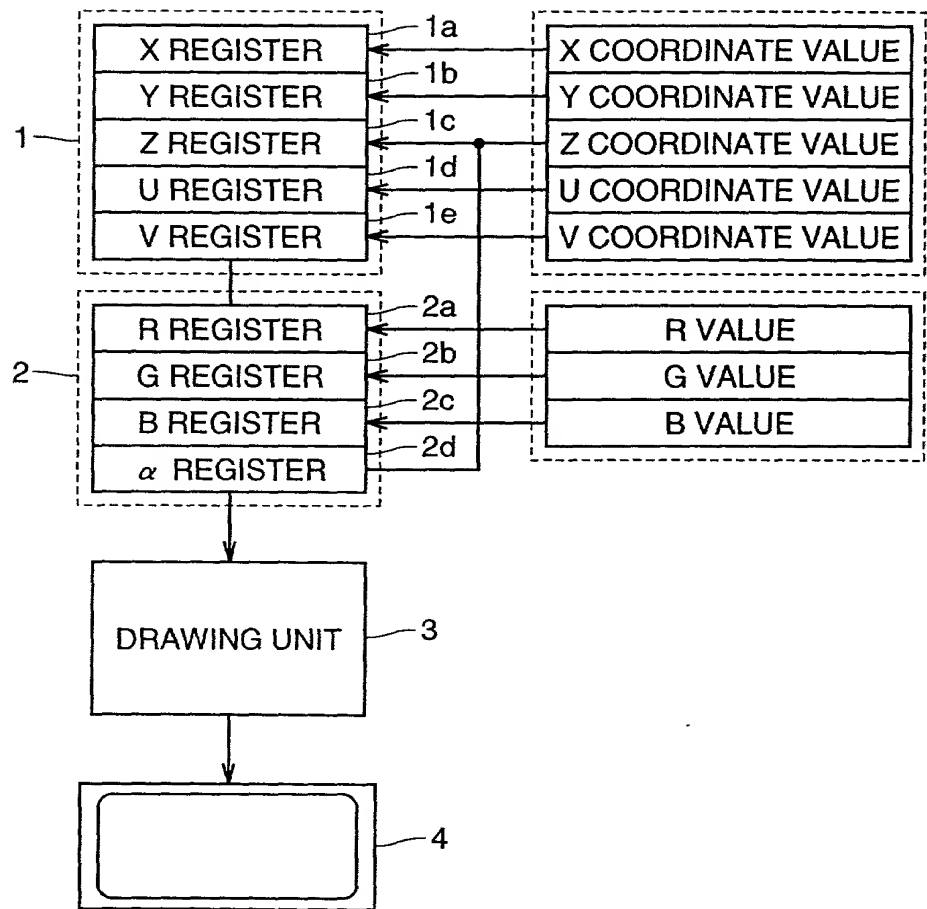 1a
X REGISTER
X COORDINATE VALUE
1b
Y REGISTER
Y COORDINATE VALUE
1c
1
Z REGISTER
Z COORDINATE VALUE
1d
U REGISTER
U COORDINATE VALUE
1e
V REGISTER
V COORDINATE VALUE
2a
R REGISTER
R VALUE
2b
2
G REGISTER
G VALUE
2c
B REGISTER
B VALUE
2d
α REGISTER
DRAWING UNIT
3
4